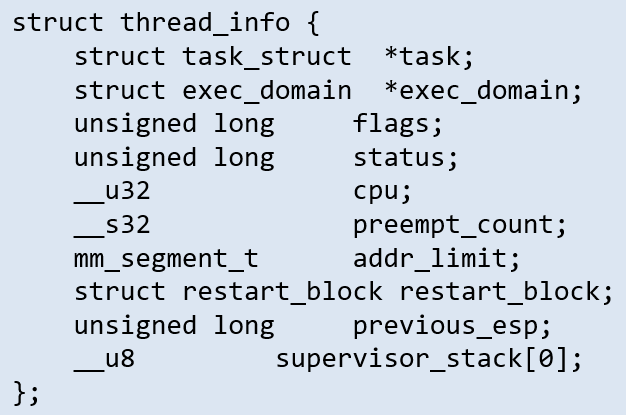 struct thread_info {
    struct task_struct  *task;
    struct exec_domain  *exec_domain;
    unsigned long     flags;
    unsigned long     status;
    __u32             cpu;
    __s32             preempt_count;
    mm_segment_t      addr_limit;
    struct restart_block restart_block;
    unsigned long     previous_esp;
    __u8         supervisor_stack[0];
};